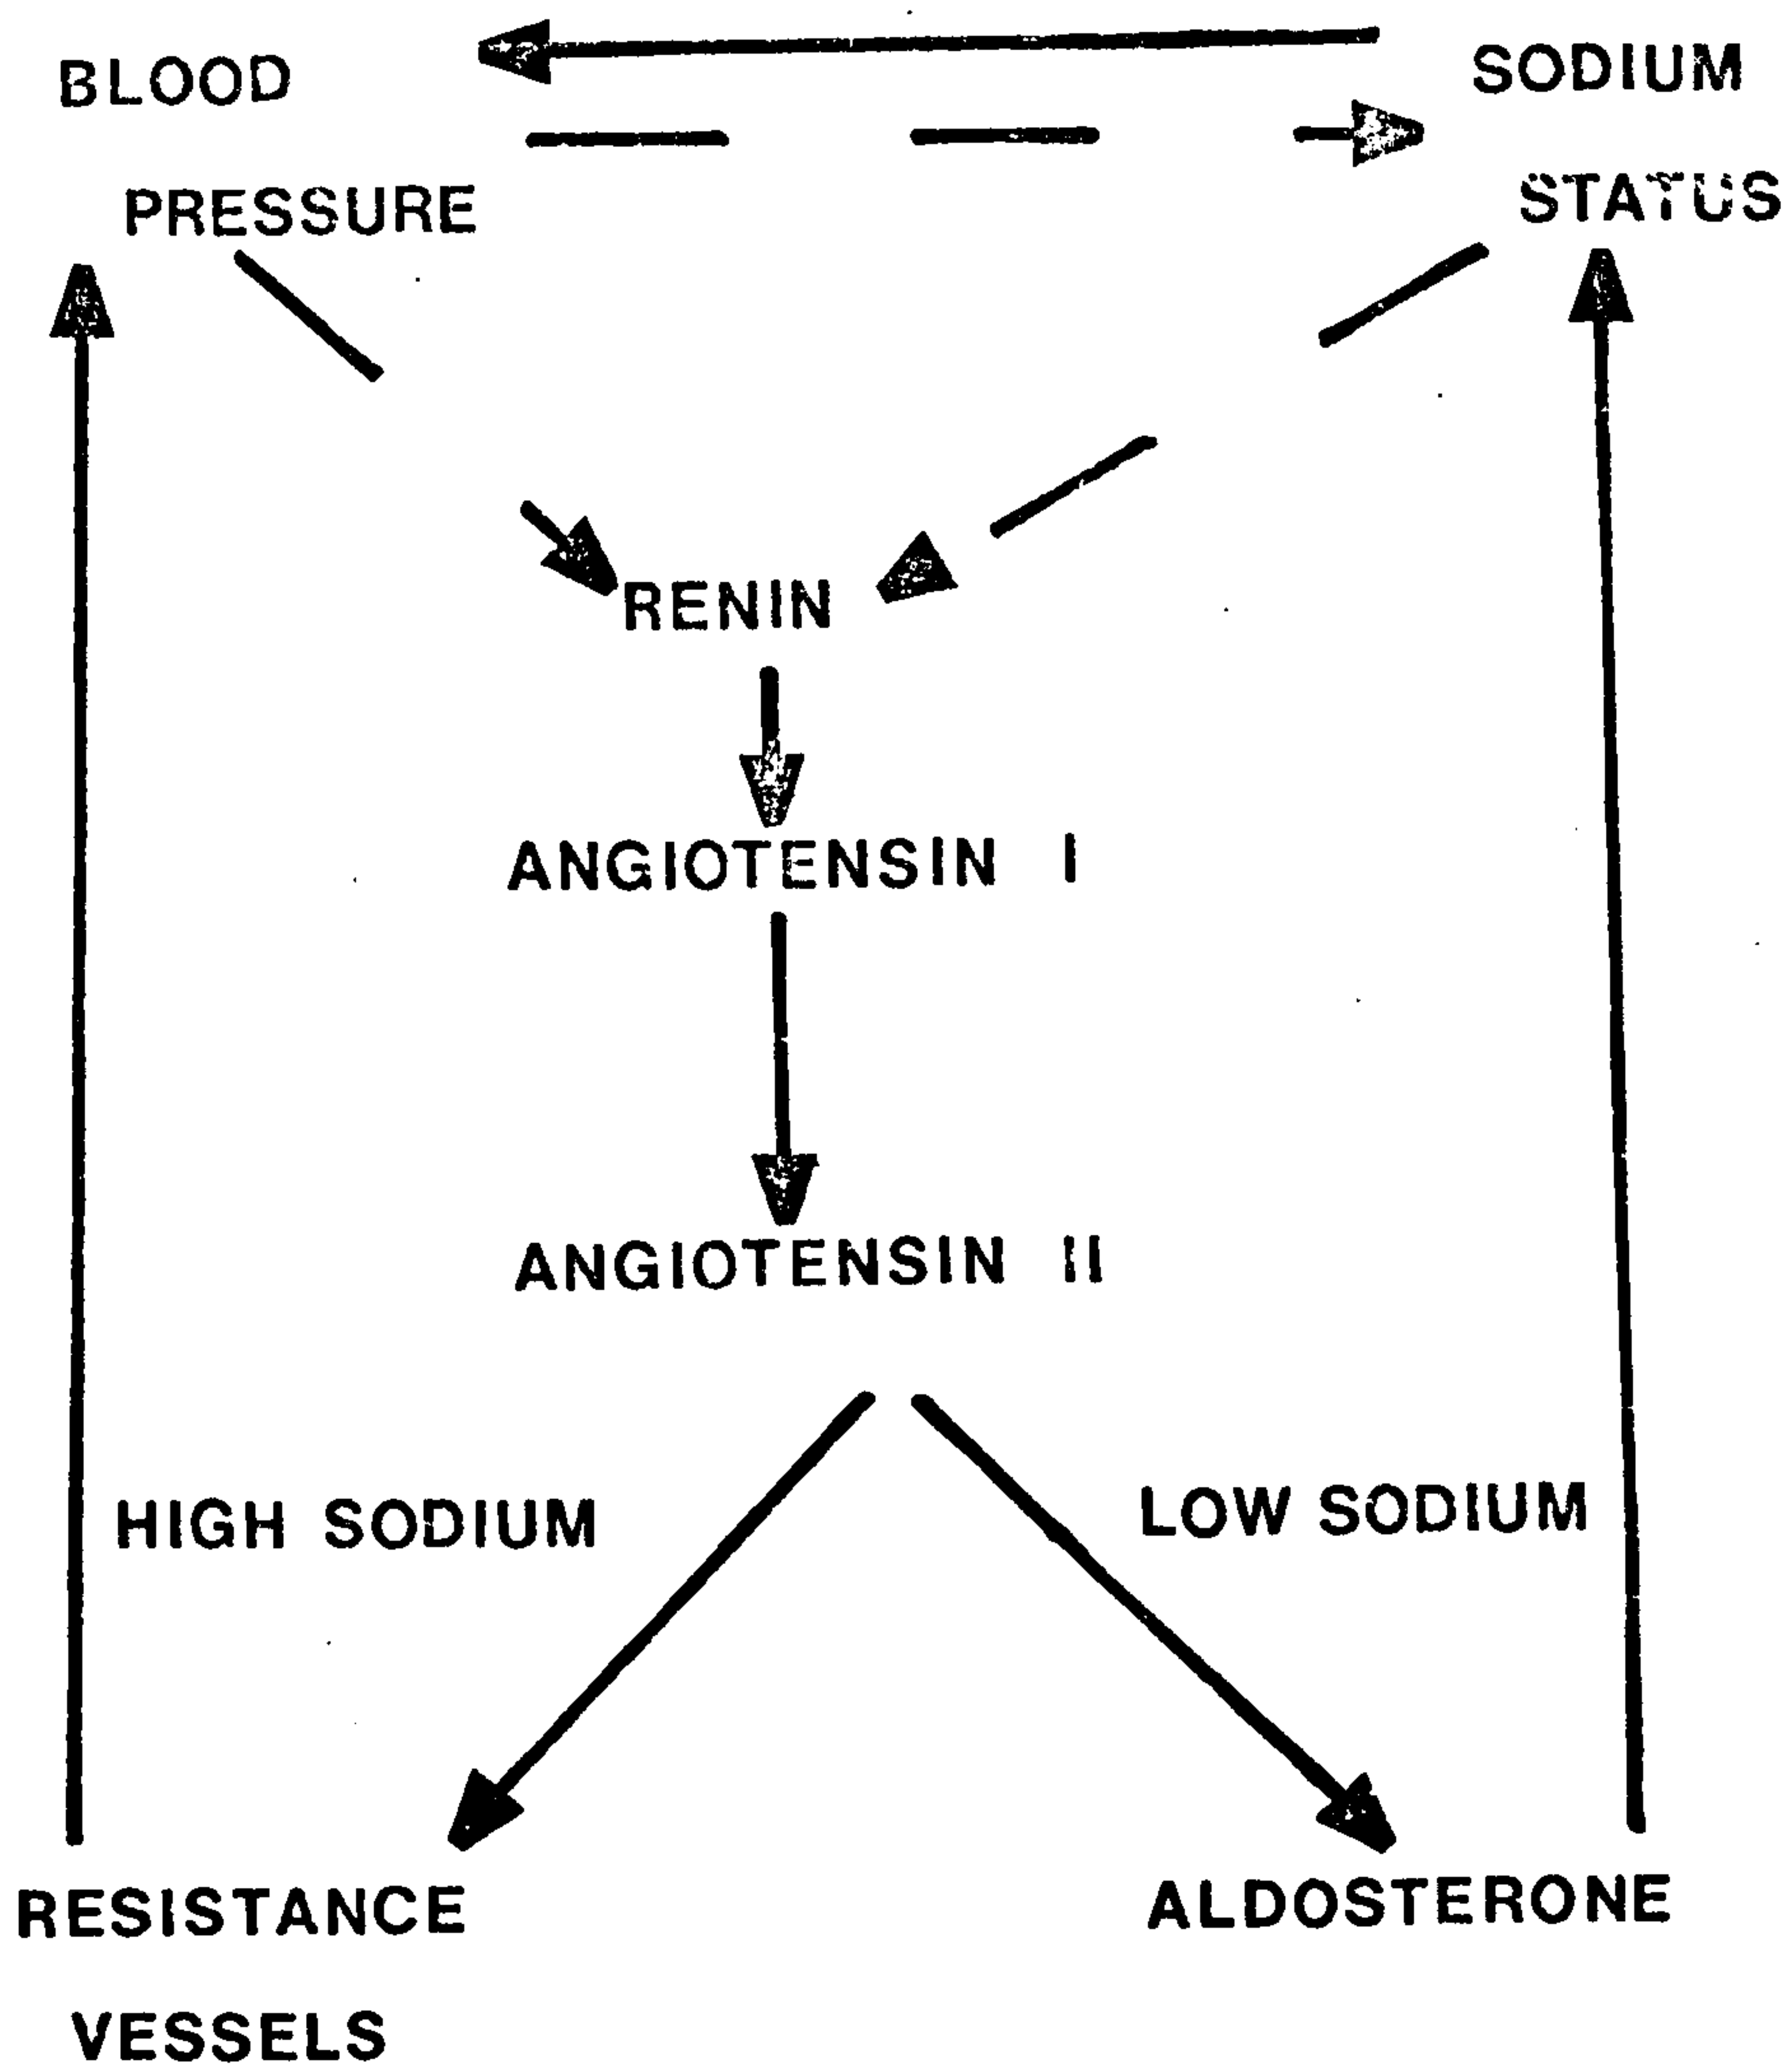 BLOOD
PRESSURE
SODIUM
STATUS
RENIN
ANGIOTENSIN I
ANGIOTENSIN II
HIGH SODIUM
LOW SODIUM
RESISTANCE
VESSELS
ALDOSTERONE